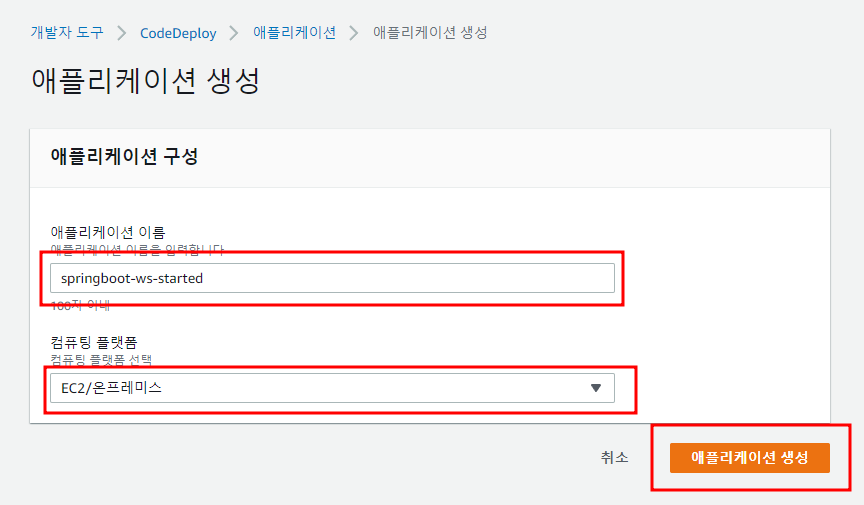 개발자 도구 > CodeDeploy > 애플리케이션 > 애플리케이션 생성
애플리케이션 생성
애플리케이션 구성
애플리케이션 이름
애플리케이션 이름을 입력합니다
springboot-ws-started
100자 이내
컴퓨팅 플랫폼
컴퓨팅 플랫폼 선택
EC2/온프레미스
취소 애플리케이션 생성